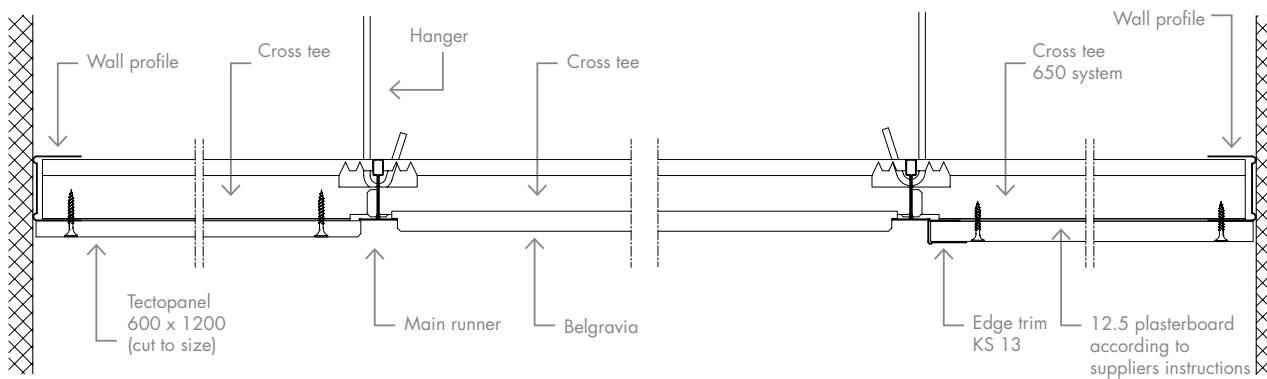 Wall profile
Cross tee
Hanger
Cross tee
Cross tee
650 system
Wall profile
Tectopanel
600 x 1200
(cut to size)
Main runner
Belgravia
Edge trim
KS 13
12.5 plasterboard
according to
suppliers instructions